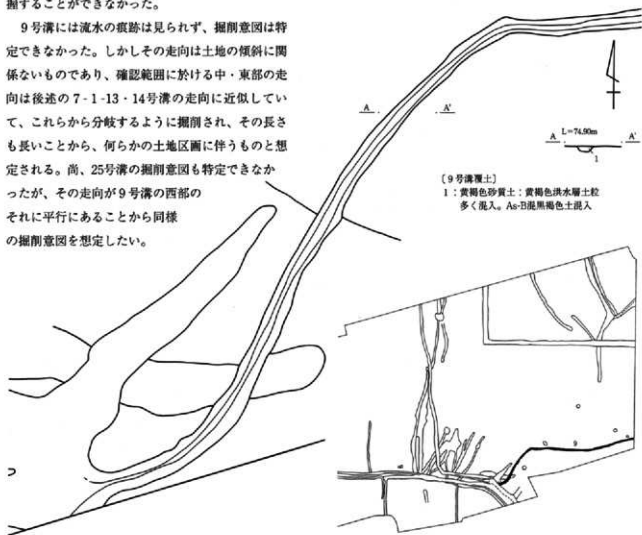 握することができなかった。
9号溝には流水の痕跡は見られず、掘削意図は特
定できなかった。しかしその走向は土地の傾斜に関
係ないものであり、確認範囲に於ける中・東部の走
向は後述の7-1-13・14号溝の走向に近似してい
て、これらから分岐するように掘削され、その長さ
も長いことから、何らかの土地区画に伴うものと想
定される。尚、25号溝の掘削意図も特定できなか
ったが、その走向が9号溝の西部の
それに平行にあることから同様
の掘削意図を想定したい。
A A'
A L=74.90m A'
1
〔9号溝覆土〕
1：黄褐色砂質土：黄褐色洪水層土粒
多く混入。As-B混黒褐色土混入
9